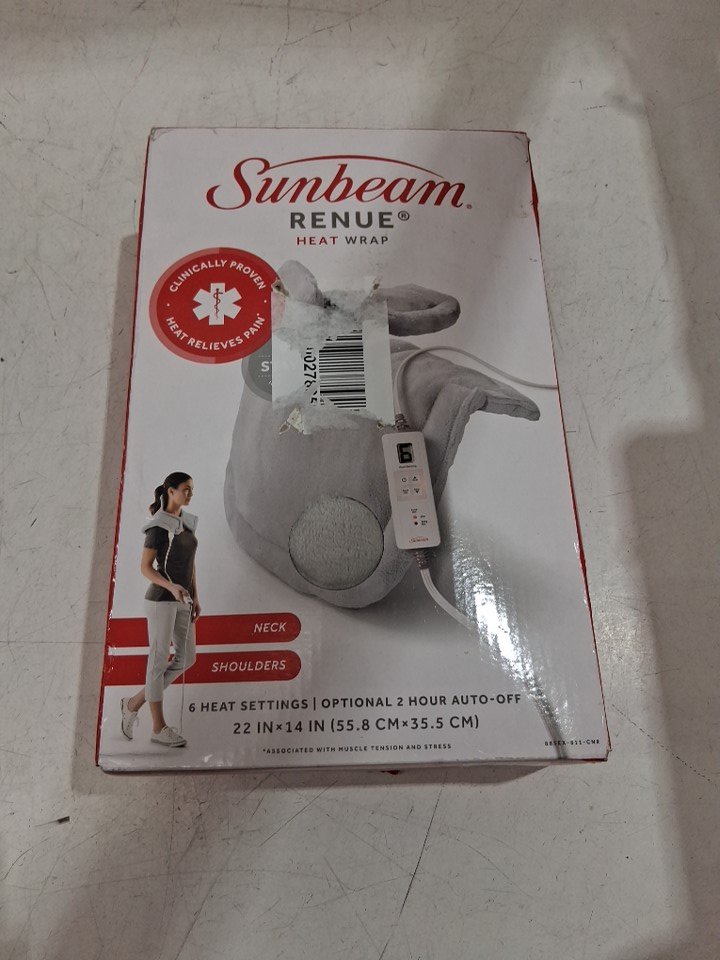 Sunbeam®
RENUE®
HEAT WRAP
CLINICALLY PROVEN
HEAT RELIEVES PAIN*
6
NECK
SHOULDERS
6 HEAT SETTINGS | OPTIONAL 2 HOUR AUTO-OFF
22 IN×14 IN (55.8 CM×35.5 CM)
*ASSOCIATED WITH MUSCLE TENSION AND STRESS